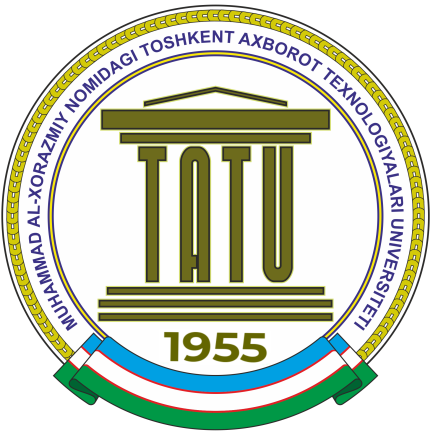 MUHAMMAD AL-XORAZMIY NOMIDAGI TOSHKENT AXBOROT TEXNOLOGIYALARI UNIVERSITETI
TATU
1955